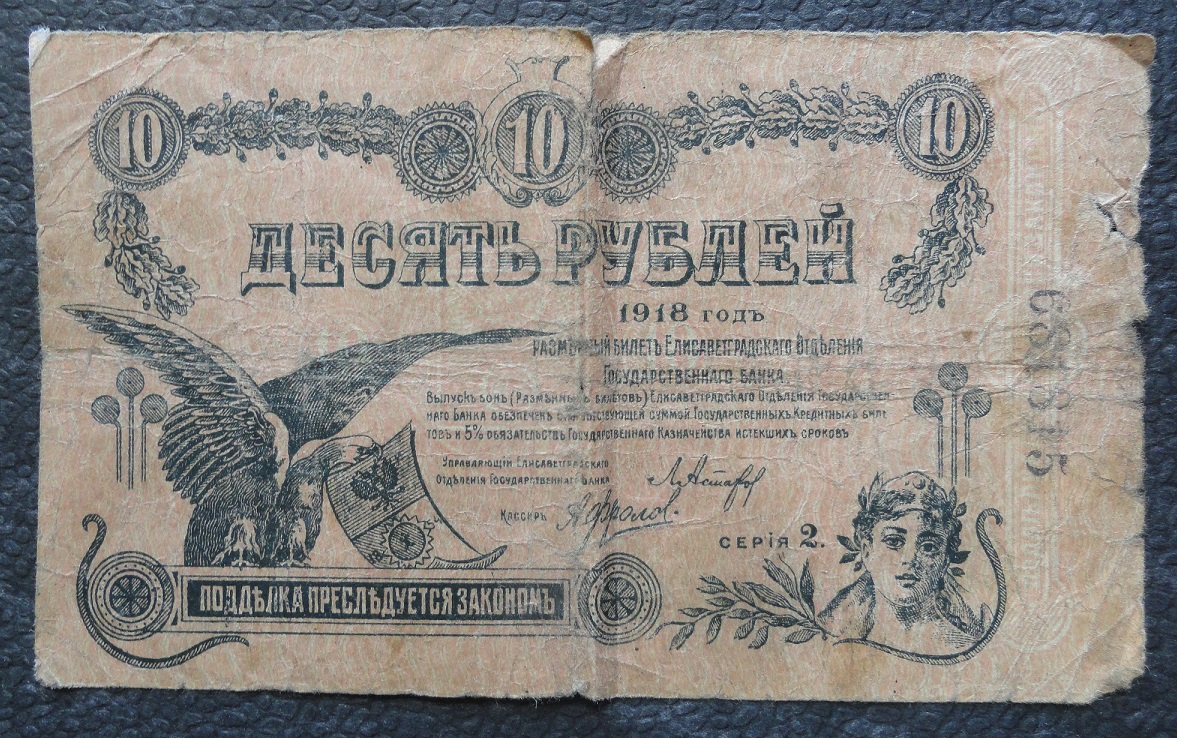 10 10 10
ДЕСЯТЬ РУБЛЕЙ
1918 годъ
Размѣнный билетъ Елисаветградскаго Отдѣленія
Государственнаго Банка
Выпускъ бонъ (Размѣнныхъ билетовъ) Елисаветградскаго Отдѣленія Государствен-
наго Банка обезпеченъ соотвѣтствующей суммой Государственныхъ Кредитныхъ биле
товъ и 5% обязательствъ Государственнаго Казначейства истекшихъ сроковъ
Управляющій Елисаветградскаго
Отдѣленія Государственнаго Банка
Кассиръ
СЕРІЯ 2.
ПОДДѢЛКА ПРЕСЛѢДУЕТСЯ ЗАКОНОМЪ